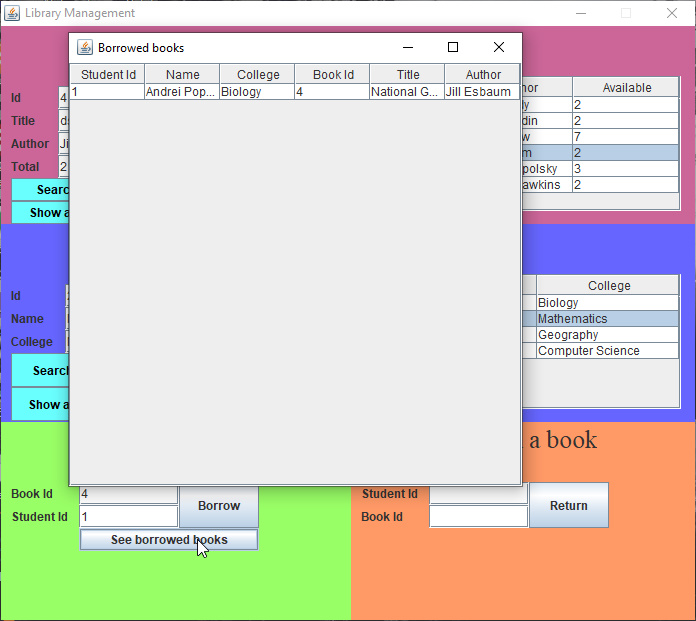 Library Management
Borrowed books
Student Id Name College Book Id Title Author
1 Andrei Pop... Biology 4 National G... Jill Esbaum
Id 4
Title d
Author Ji
Total 2
Searc
Show a
hor Available
ly 2
din 2
w 7
m 2
polsky 3
awkins 2
Id
Name
College
Search
Show a
College
Biology
Mathematics
Geography
Computer Science
Book Id 4
Student Id 1
Borrow
See borrowed books
a book
Student Id
Book Id
Return